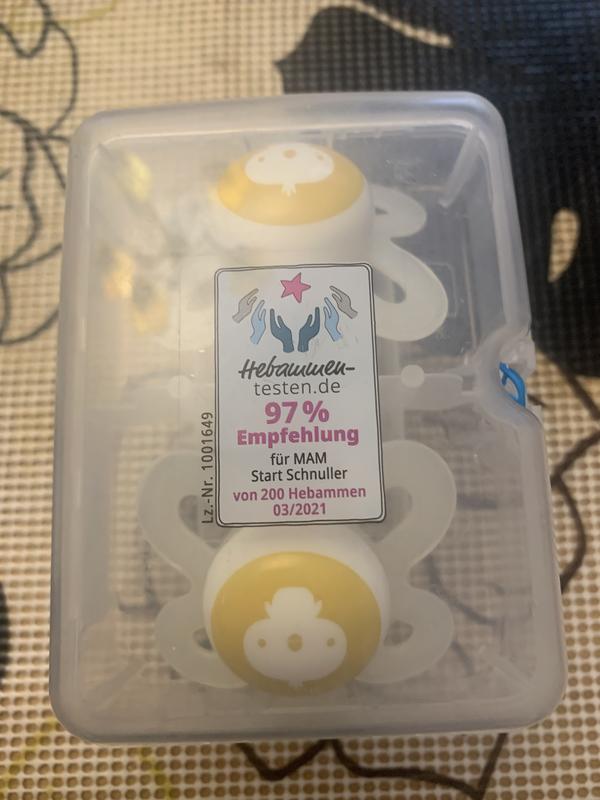 Hebammen-
testen.de
97%
Empfehlung
für MAM
Start Schnuller
von 200 Hebammen
03/2021
Lz.-Nr. 1001649